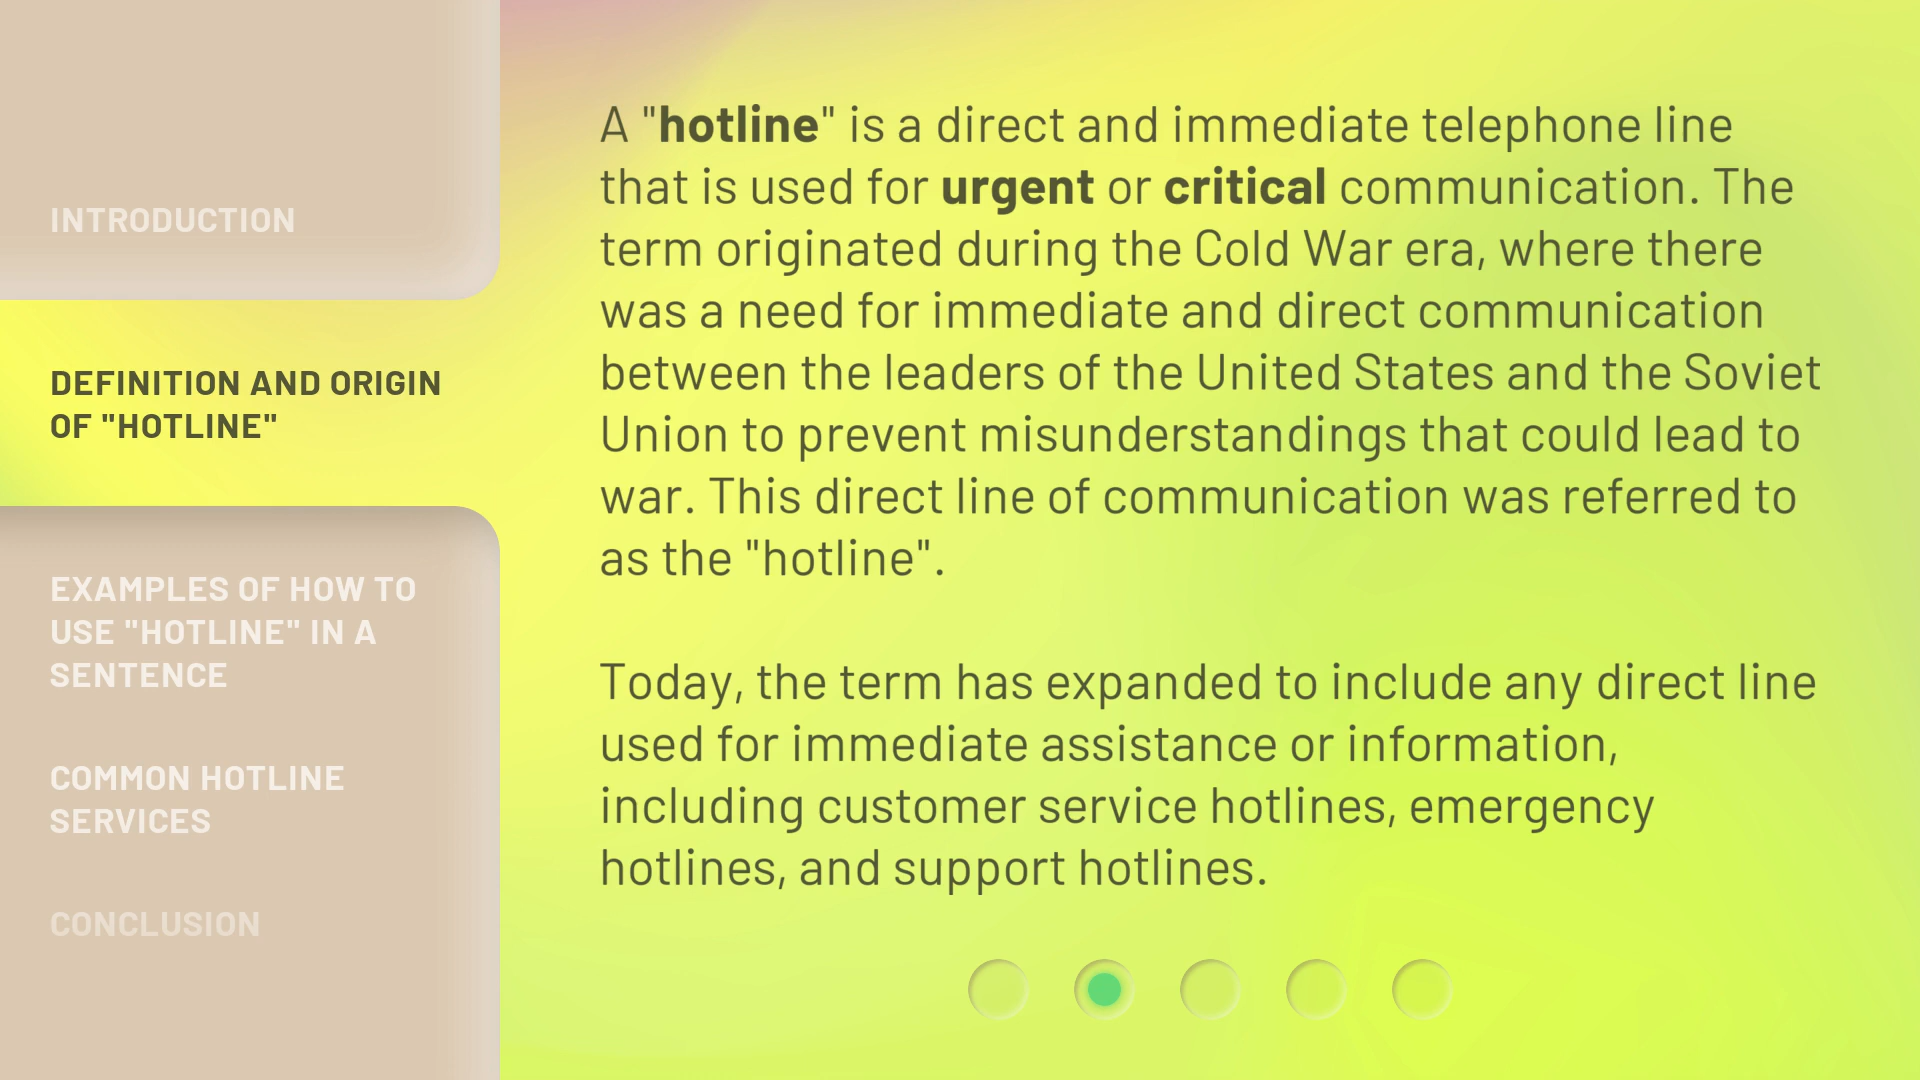 INTRODUCTION
DEFINITION AND ORIGIN
OF "HOTLINE"
EXAMPLES OF HOW TO
USE "HOTLINE" IN A
SENTENCE
COMMON HOTLINE
SERVICES
CONCLUSION
A "hotline" is a direct and immediate telephone line
that is used for urgent or critical communication. The
term originated during the Cold War era, where there
was a need for immediate and direct communication
between the leaders of the United States and the Soviet
Union to prevent misunderstandings that could lead to
war. This direct line of communication was referred to
as the "hotline".
Today, the term has expanded to include any direct line
used for immediate assistance or information,
including customer service hotlines, emergency
hotlines, and support hotlines.